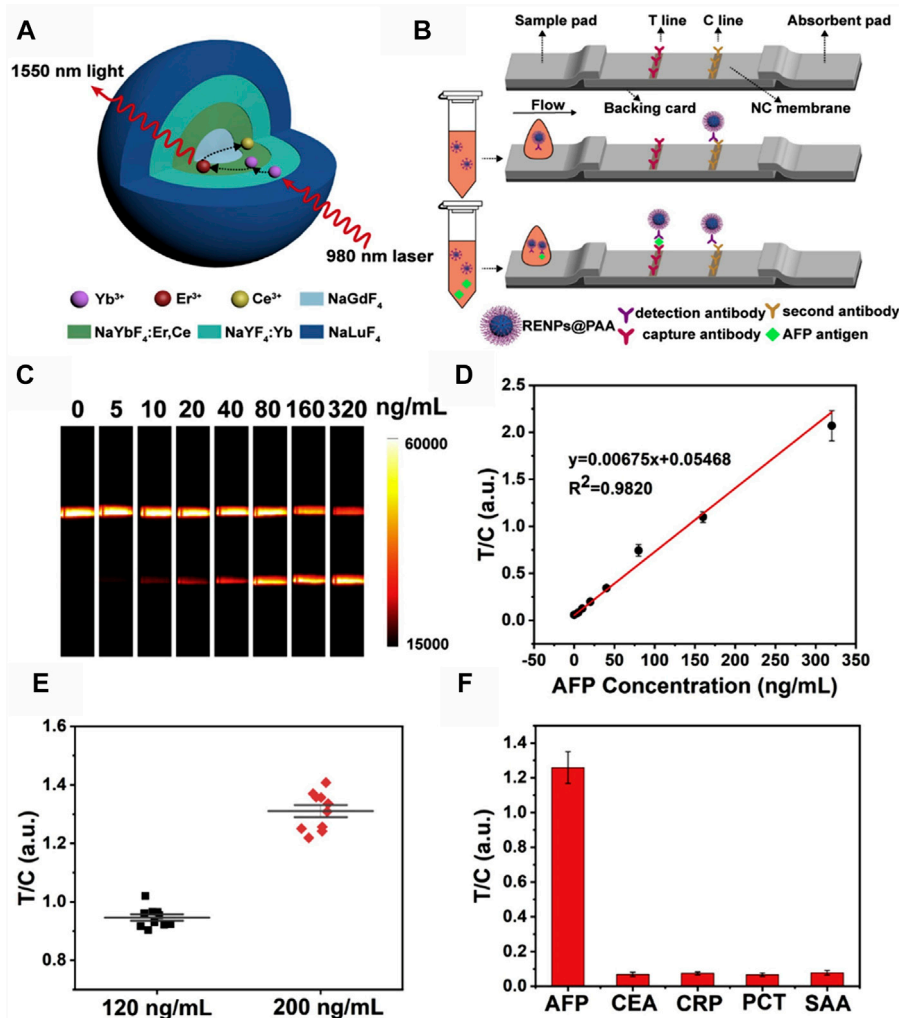 A
1550 nm light
980 nm laser
Yb³⁺ Er³⁺ Ce³⁺ NaGdF₄
NaYbF₄:Er,Ce NaYF₄:Yb NaLuF₄
B
Sample pad T line C line Absorbent pad
Backing card NC membrane
Flow
RENPs@PAA
detection antibody second antibody
capture antibody AFP antigen
C
0 5 10 20 40 80 160 320 ng/mL
60000
15000
D
y=0.00675x+0.05468
R²=0.9820
T/C (a.u.)
2.5
2.0
1.5
1.0
0.5
0.0
-50 0 50 100 150 200 250 300 350
AFP Concentration (ng/mL)
E
T/C (a.u.)
1.6
1.4
1.2
1.0
0.8
120 ng/mL 200 ng/mL
F
T/C (a.u.)
1.4
1.2
1.0
0.8
0.6
0.4
0.2
0.0
AFP CEA CRP PCT SAA